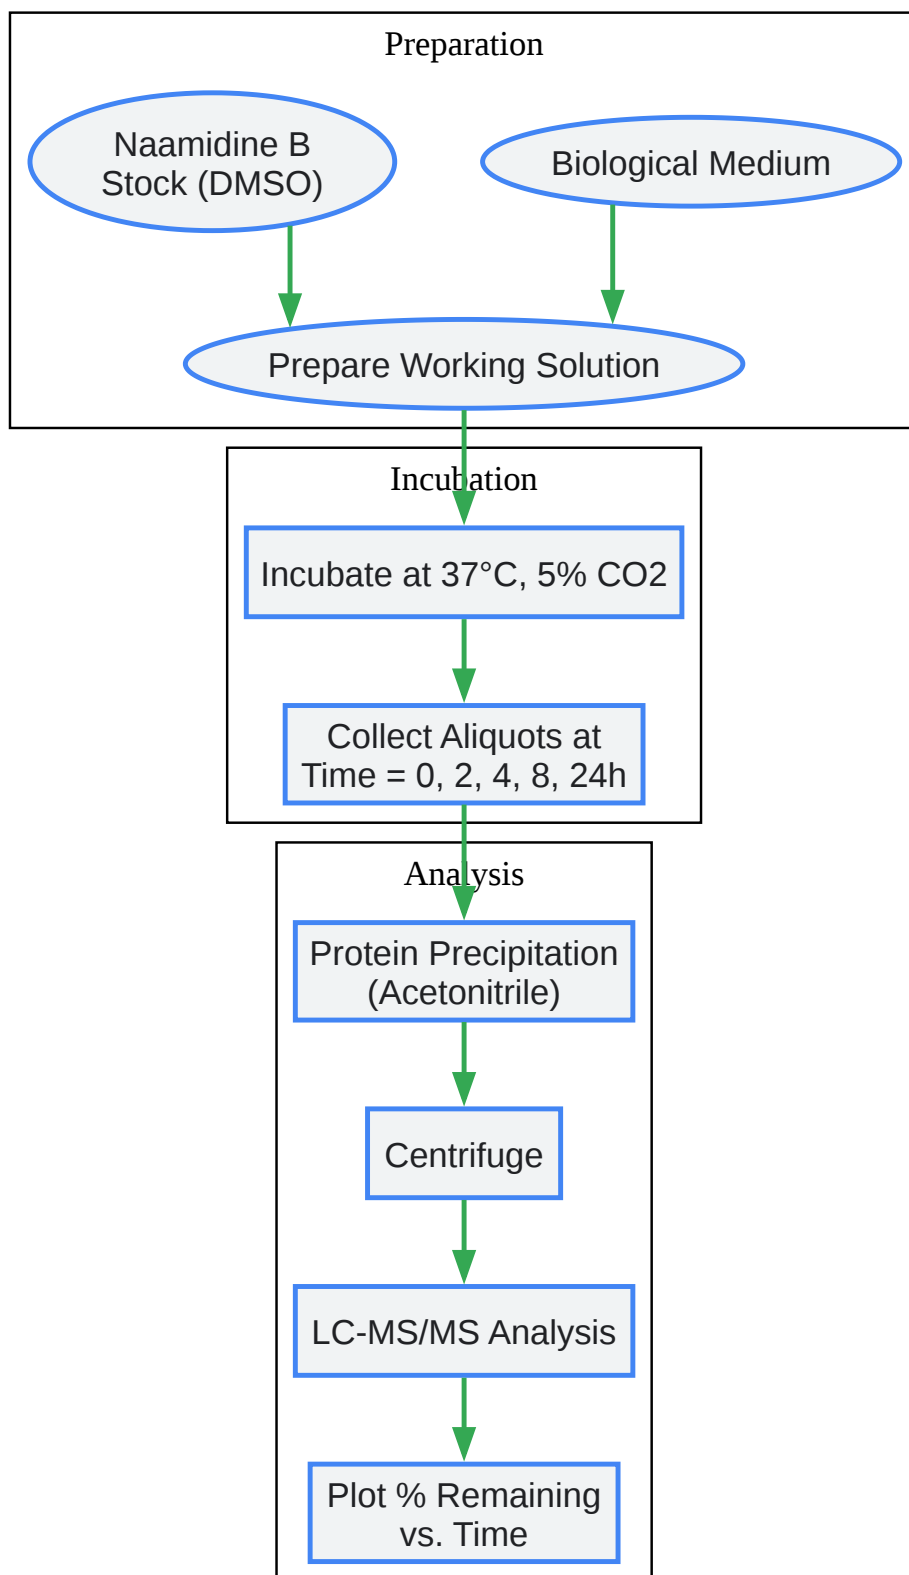 Preparation
Naamidine B
Stock (DMSO)
Biological Medium
Prepare Working Solution
Incubation
Incubate at 37°C, 5% CO2
Collect Aliquots at
Time = 0, 2, 4, 8, 24h
Analysis
Protein Precipitation
(Acetonitrile)
Centrifuge
LC-MS/MS Analysis
Plot % Remaining
vs. Time